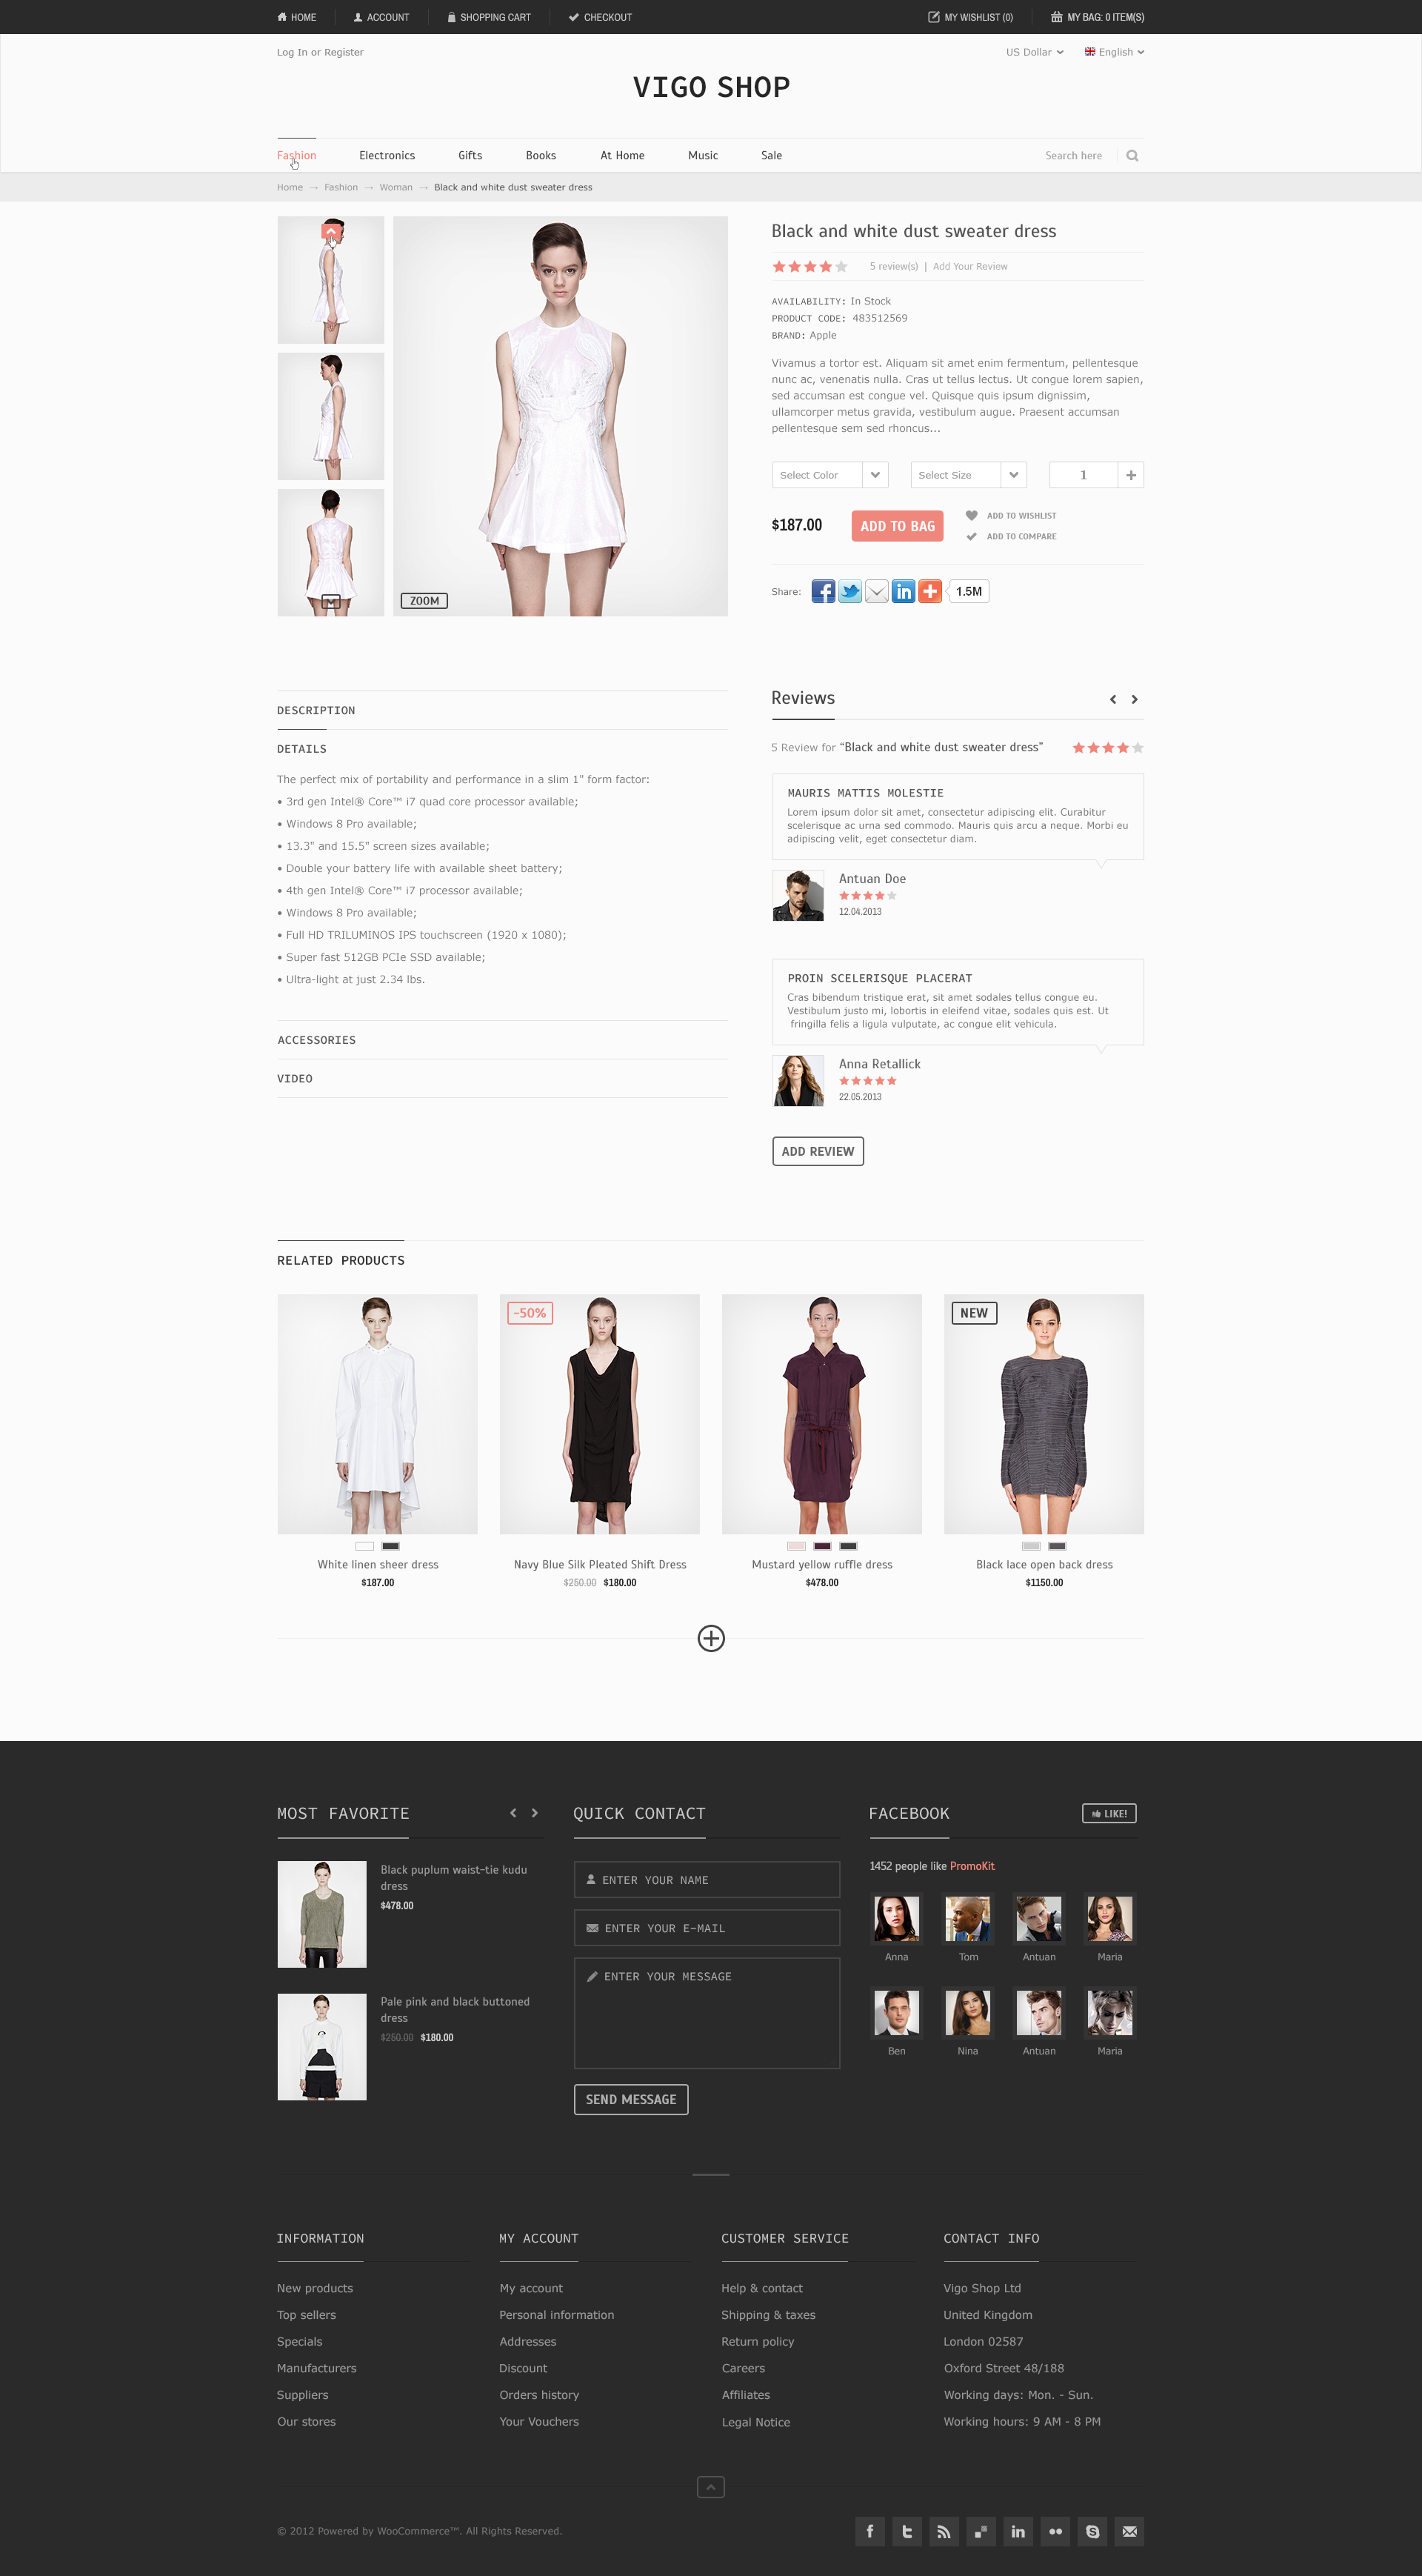 HOME ACCOUNT SHOPPING CART CHECKOUT MY WISHLIST (0) MY BAG: 0 ITEM(S)
Log In or Register US Dollar English
VIGO SHOP
Fashion Electronics Gifts Books At Home Music Sale Search here
Home → Fashion → Woman → Black and white dust sweater dress
ZOOM
Black and white dust sweater dress
5 review(s) | Add Your Review
AVAILABILITY: In Stock
PRODUCT CODE: 483512569
BRAND: Apple
Vivamus a tortor est. Aliquam sit amet enim fermentum, pellentesque
nunc ac, venenatis nulla. Cras ut tellus lectus. Ut congue lorem sapien,
sed accumsan est congue vel. Quisque quis ipsum dignissim,
ullamcorper metus gravida, vestibulum augue. Praesent accumsan
pellentesque sem sed rhoncus...
Select Color Select Size 1
$187.00 ADD TO BAG
ADD TO WISHLIST
ADD TO COMPARE
Share: 1.5M
DESCRIPTION
DETAILS
The perfect mix of portability and performance in a slim 1" form factor:
• 3rd gen Intel® Core™ i7 quad core processor available;
• Windows 8 Pro available;
• 13.3" and 15.5" screen sizes available;
• Double your battery life with available sheet battery;
• 4th gen Intel® Core™ i7 processor available;
• Windows 8 Pro available;
• Full HD TRILUMINOS IPS touchscreen (1920 x 1080);
• Super fast 512GB PCIe SSD available;
• Ultra-light at just 2.34 lbs.
ACCESSORIES
VIDEO
Reviews
5 Review for “Black and white dust sweater dress”
MAURIS MATTIS MOLESTIE
Lorem ipsum dolor sit amet, consectetur adipiscing elit. Curabitur
scelerisque ac urna sed commodo. Mauris quis arcu a neque. Morbi eu
adipiscing velit, eget consectetur diam.
Antuan Doe
12.04.2013
PROIN SCELERISQUE PLACERAT
Cras bibendum tristique erat, sit amet sodales tellus congue eu.
Vestibulum justo mi, lobortis in eleifend vitae, sodales quis est. Ut
fringilla felis a ligula vulputate, ac congue elit vehicula.
Anna Retallick
22.05.2013
ADD REVIEW
RELATED PRODUCTS
-50% NEW
White linen sheer dress
$187.00
Navy Blue Silk Pleated Shift Dress
$250.00 $180.00
Mustard yellow ruffle dress
$478.00
Black lace open back dress
$1150.00
MOST FAVORITE
Black puplum waist-tie kudu
dress
$478.00
Pale pink and black buttoned
dress
$250.00 $180.00
QUICK CONTACT
ENTER YOUR NAME
ENTER YOUR E-MAIL
ENTER YOUR MESSAGE
SEND MESSAGE
FACEBOOK LIKE!
1452 people like PromoKit
Anna Tom Antuan Maria
Ben Nina Antuan Maria
INFORMATION
New products
Top sellers
Specials
Manufacturers
Suppliers
Our stores
MY ACCOUNT
My account
Personal information
Addresses
Discount
Orders history
Your Vouchers
CUSTOMER SERVICE
Help & contact
Shipping & taxes
Return policy
Careers
Affiliates
Legal Notice
CONTACT INFO
Vigo Shop Ltd
United Kingdom
London 02587
Oxford Street 48/188
Working days: Mon. - Sun.
Working hours: 9 AM - 8 PM
© 2012 Powered by WooCommerce™. All Rights Reserved.